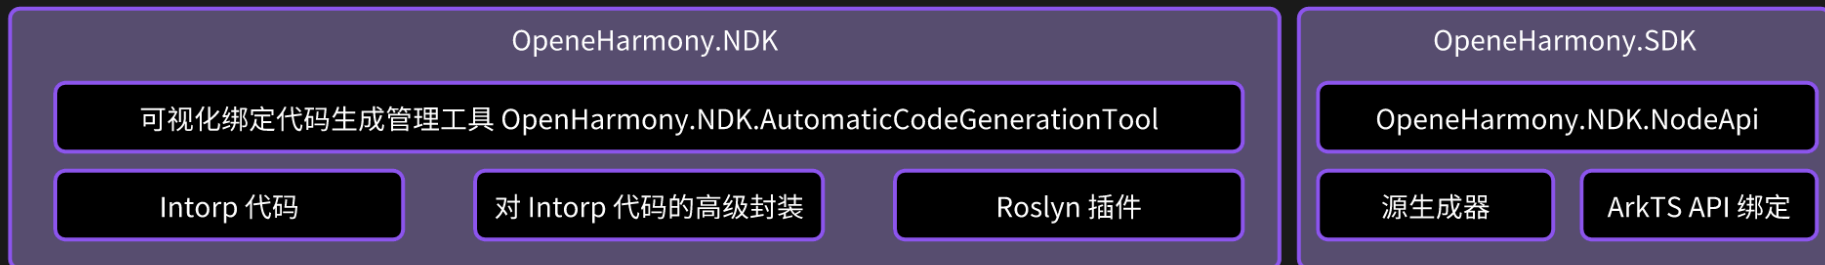 OpeneHarmony.NDK
可视化绑定代码生成管理工具 OpenHarmony.NDK.AutomaticCodeGenerationTool
Intorp 代码
对 Intorp 代码的高级封装
Roslyn 插件
OpeneHarmony.SDK
OpeneHarmony.NDK.NodeApi
源生成器
ArkTS API 绑定